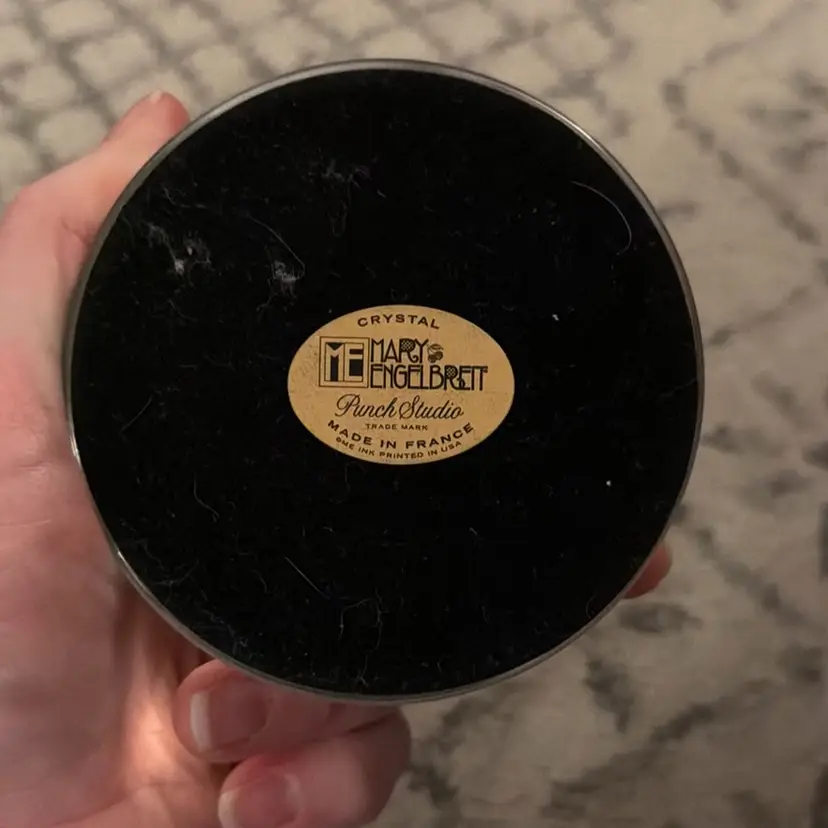 CRYSTAL
ME MARY
ENGELBREIT
Punch Studio
TRADE MARK
MADE IN FRANCE
©ME INK PRINTED IN USA